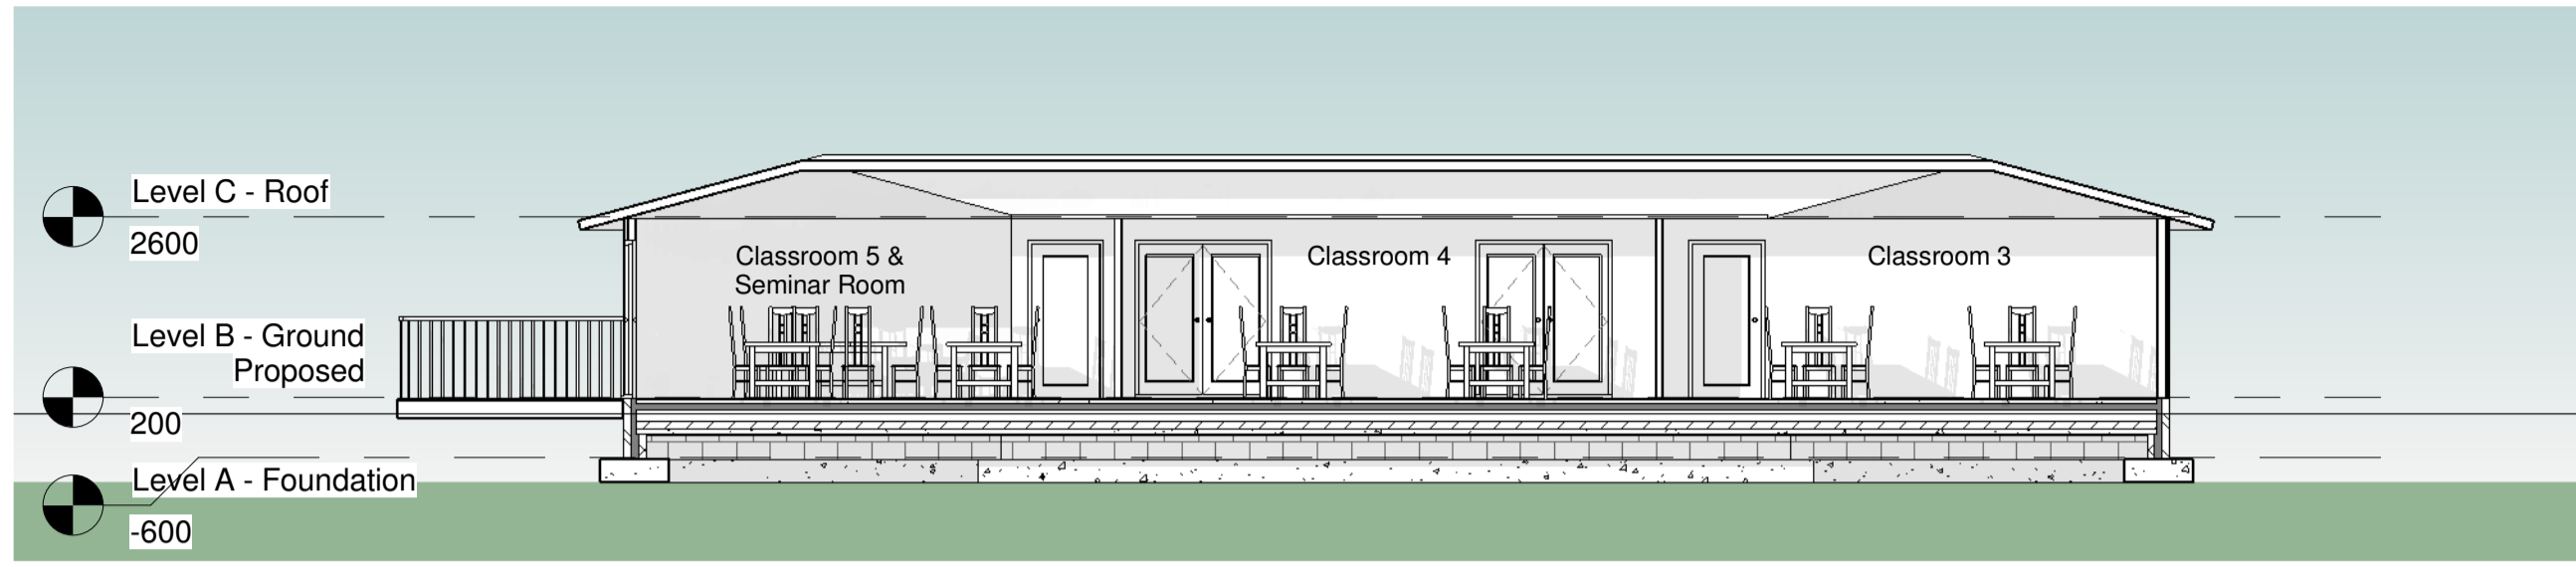 Level C - Roof
2600
Classroom 5 &
Seminar Room
Classroom 4
Classroom 3
Level B - Ground
Proposed
200
Level A - Foundation
-600